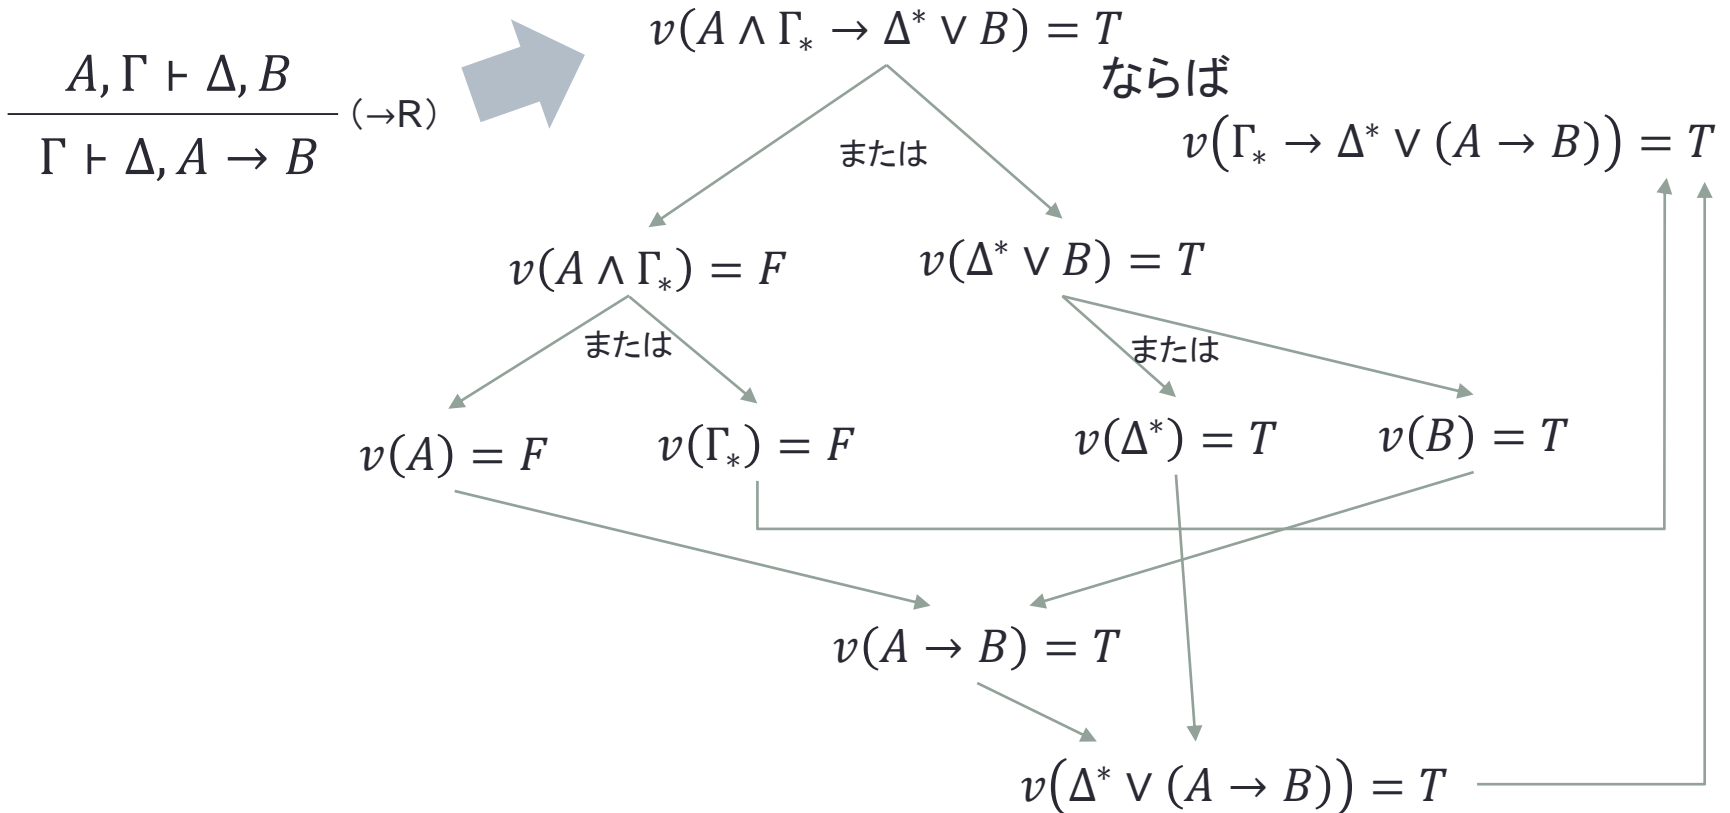 A, Γ ⊢ Δ, B
(→R)
Γ ⊢ Δ, A → B
v(A ∧ Γ_* → Δ^* ∨ B) = T
ならば
v(Γ_* → Δ^* ∨ (A → B)) = T
または
v(A ∧ Γ_*) = F
v(Δ^* ∨ B) = T
または
または
v(A) = F
v(Γ_*) = F
v(Δ^*) = T
v(B) = T
v(A → B) = T
v(Δ^* ∨ (A → B)) = T